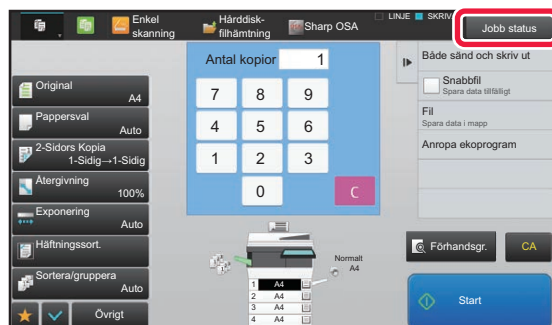 Enkel
skanning
Hårddisk-
filhämtning
Sharp OSA
LINJE
SKRIV
Jobb status
Original
A4
Pappersval
Auto
2-Sidors Kopia
1-Sidig→1-Sidig
Återgivning
100%
Exponering
Auto
Häftningssort.
Sortera/gruppera
Auto
Övrigt
Antal kopior 1
7 8 9
4 5 6
1 2 3
0 C
Normalt
A4
1 A4
2 A4
3 A4
4 A4
Både sänd och skriv ut
Snabbfil
Spara data tillfälligt
Fil
Spara data i mapp
Anropa ekoprogram
Förhandsgr.
CA
Start